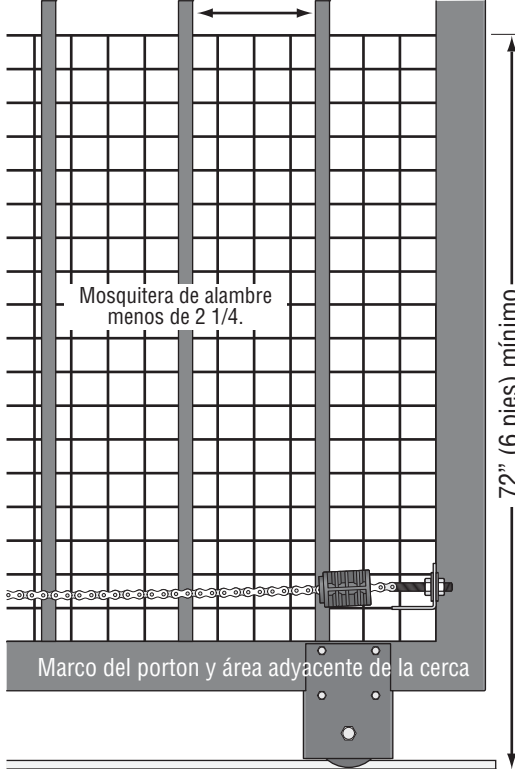 Mosquitera de alambre
menos de 2 1/4.
72” (6 pies) mínimo
Marco del porton y área adyacente de la cerca